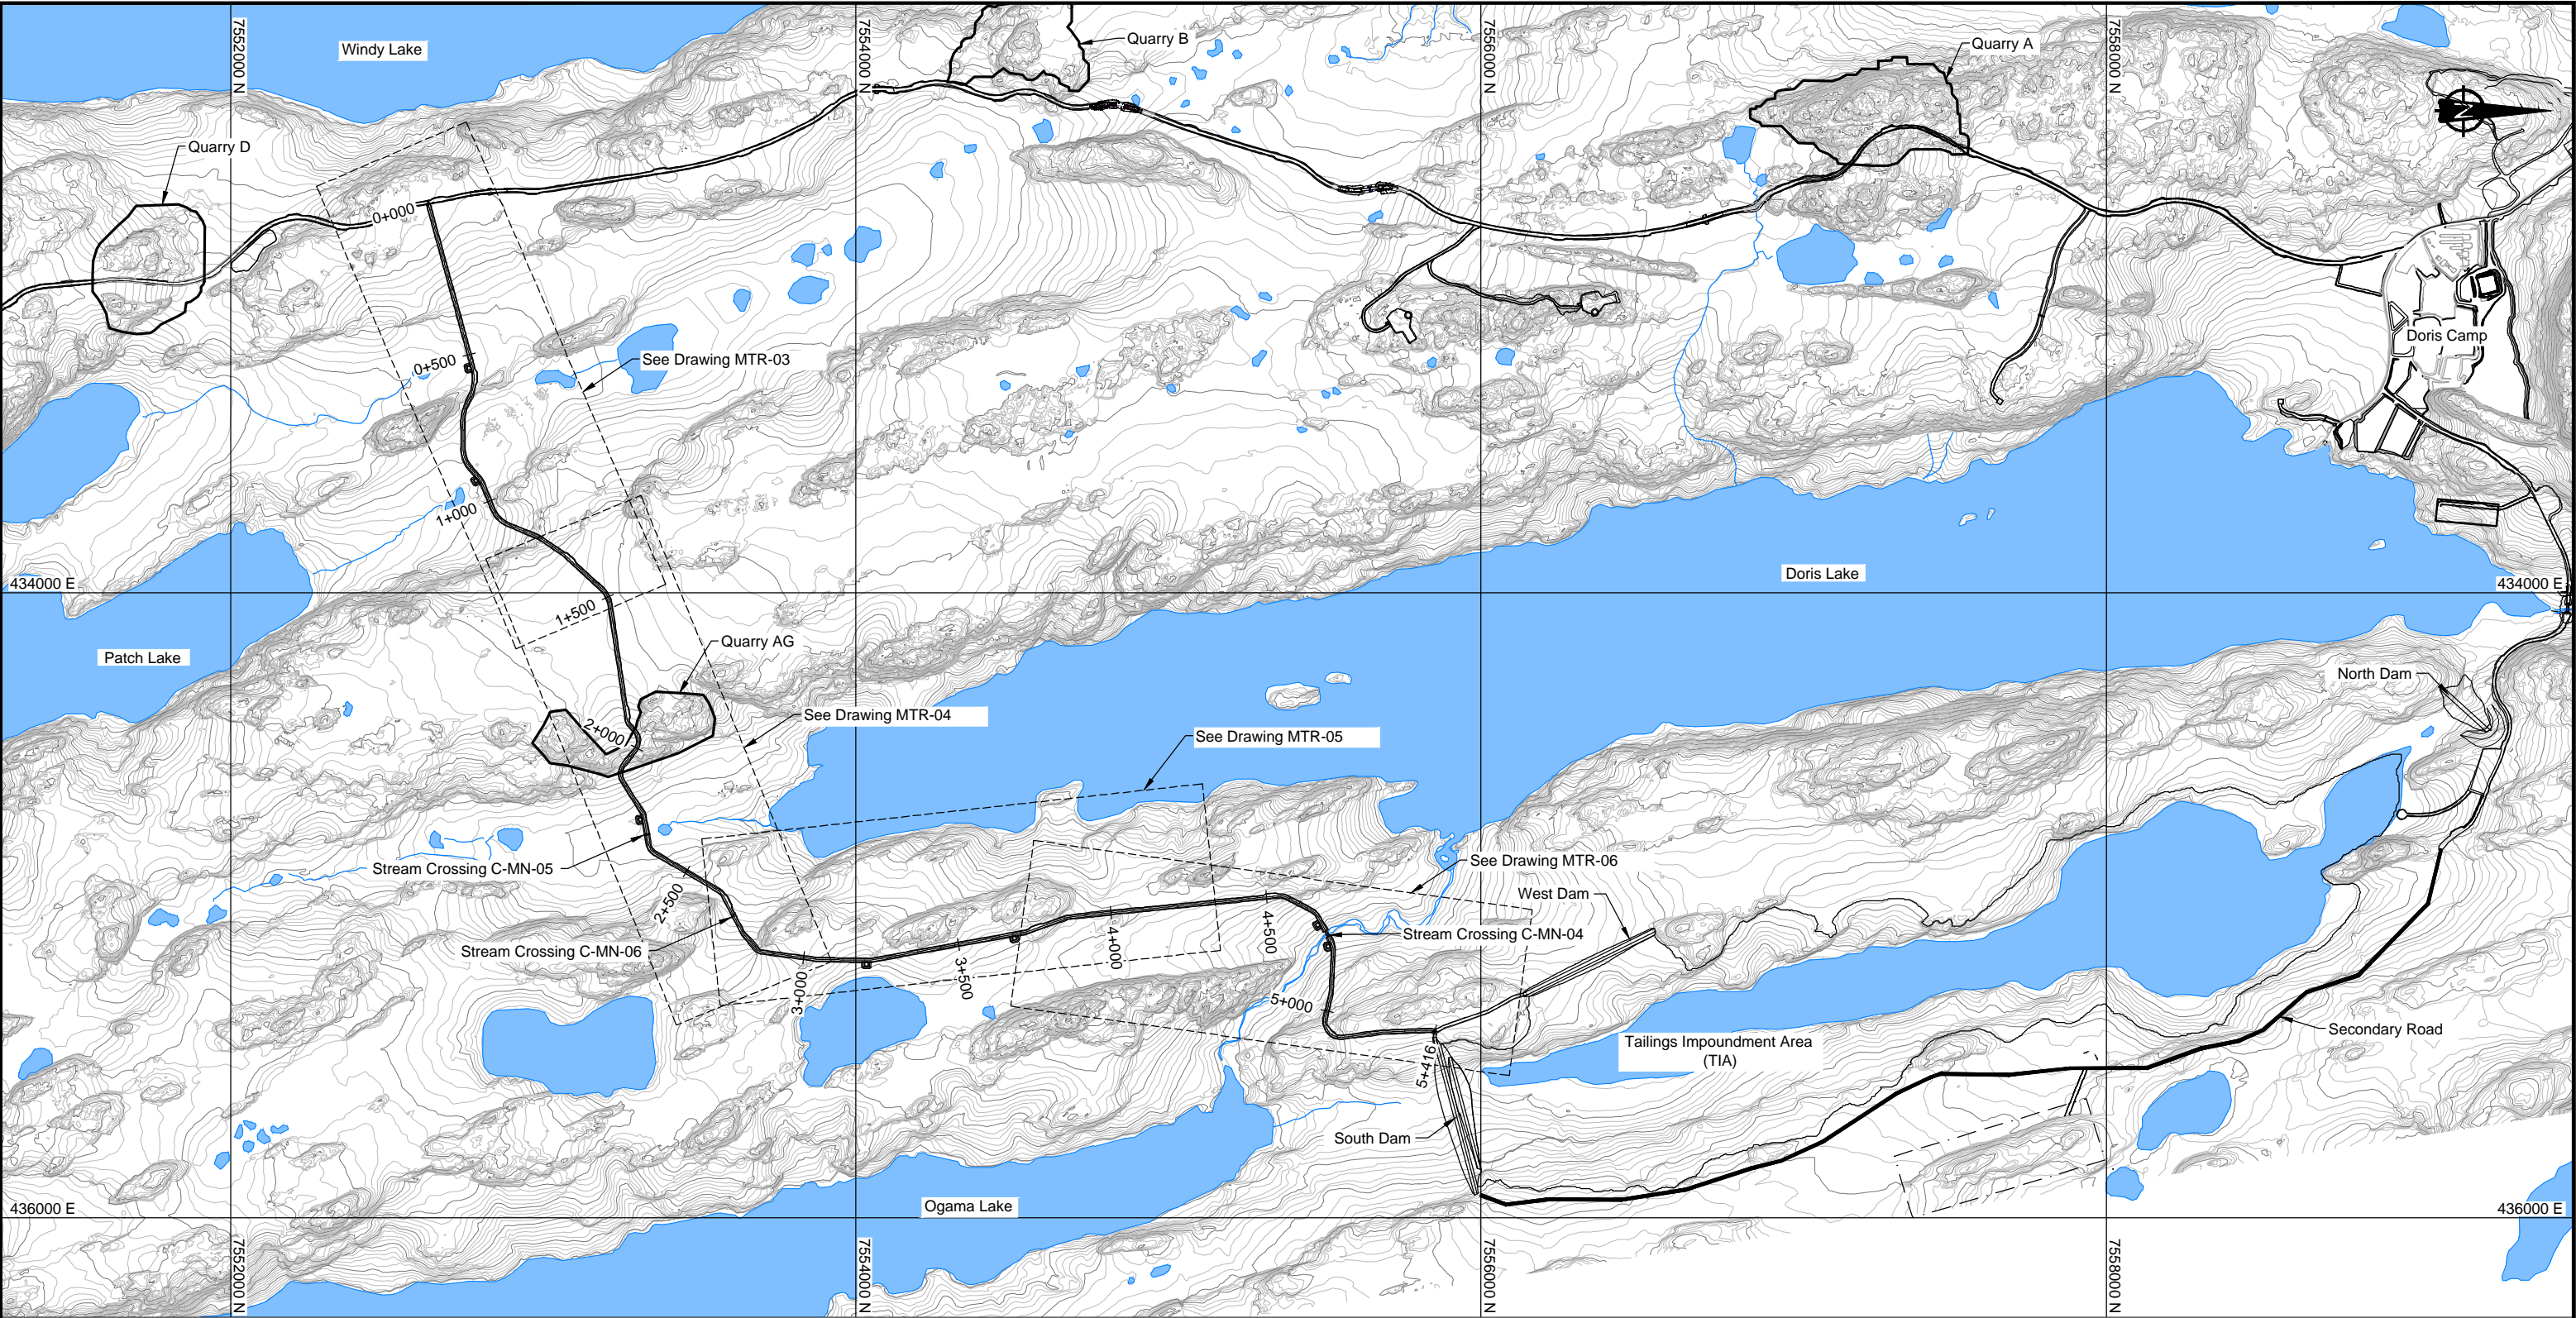 Windy Lake
7552000 N
7554000 N
Quarry B
7556000 N
Quarry A
7558000 N
N
Quarry D
0+000
Doris Camp
See Drawing MTR-03
0+500
1+000
434000 E
Doris Lake
434000 E
1+500
Quarry AG
Patch Lake
North Dam
See Drawing MTR-04
2+000
See Drawing MTR-05
See Drawing MTR-06
Stream Crossing C-MN-05
West Dam
2+500
4+500
Stream Crossing C-MN-04
4+000
Stream Crossing C-MN-06
3+500
3+000
5+000
Secondary Road
Tailings Impoundment Area
(TIA)
5+416
South Dam
Ogama Lake
436000 E
436000 E
7552000 N
7554000 N
7556000 N
7558000 N